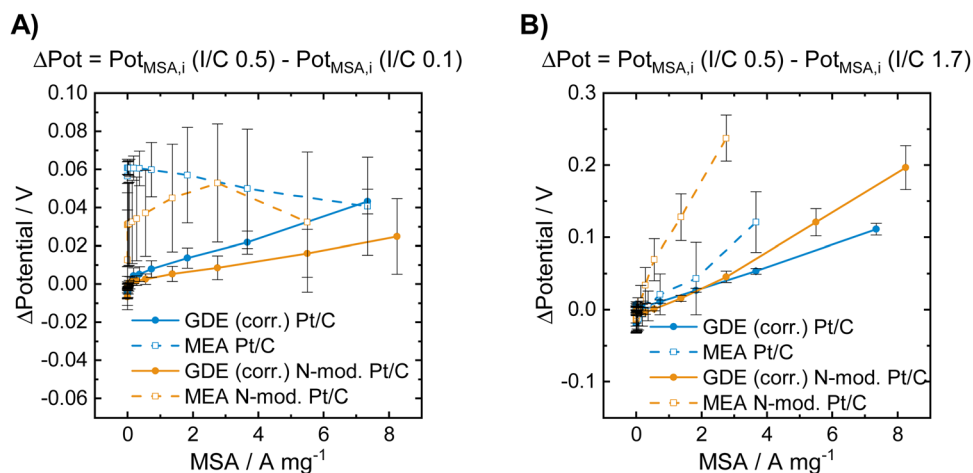 A)
ΔPot = Pot_MSA,i (I/C 0.5) - Pot_MSA,i (I/C 0.1)
ΔPotential / V
0.10
0.08
0.06
0.04
0.02
0.00
-0.02
-0.04
-0.06
GDE (corr.) Pt/C
MEA Pt/C
GDE (corr.) N-mod. Pt/C
MEA N-mod. Pt/C
0 2 4 6 8
MSA / A mg⁻¹
B)
ΔPot = Pot_MSA,i (I/C 0.5) - Pot_MSA,i (I/C 1.7)
ΔPotential / V
0.3
0.2
0.1
0.0
-0.1
GDE (corr.) Pt/C
MEA Pt/C
GDE (corr.) N-mod. Pt/C
MEA N-mod. Pt/C
0 2 4 6 8
MSA / A mg⁻¹